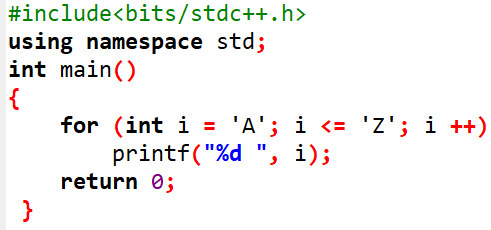 #include<bits/stdc++.h>
using namespace std;
int main()
{
    for (int i = 'A'; i <= 'Z'; i ++)
        printf("%d ", i);
    return 0;
 }